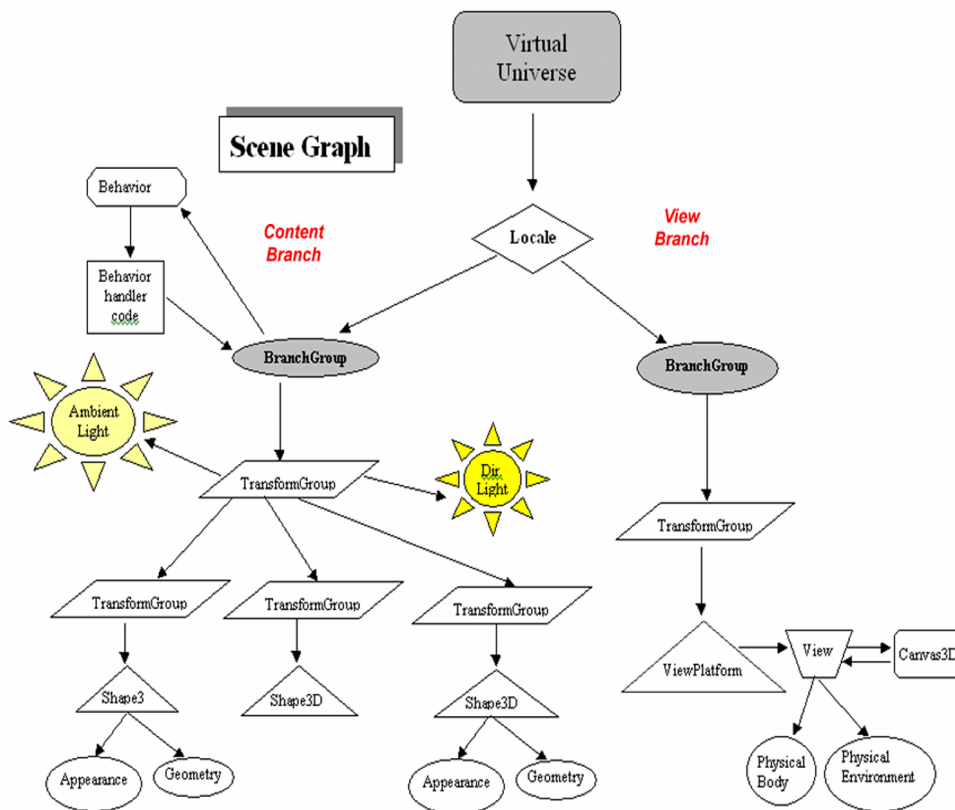 Virtual
Universe
Scene Graph
Behavior
Content
Branch
View
Branch
Locale
Behavior
handler
code
BranchGroup
BranchGroup
Ambient
Light
Dir.
Light
TransformGroup
TransformGroup
TransformGroup
TransformGroup
TransformGroup
View
Canvas3D
ViewPlatform
Shape3
Shape3D
Shape3D
Appearance
Geometry
Appearance
Geometry
Physical
Body
Physical
Environment